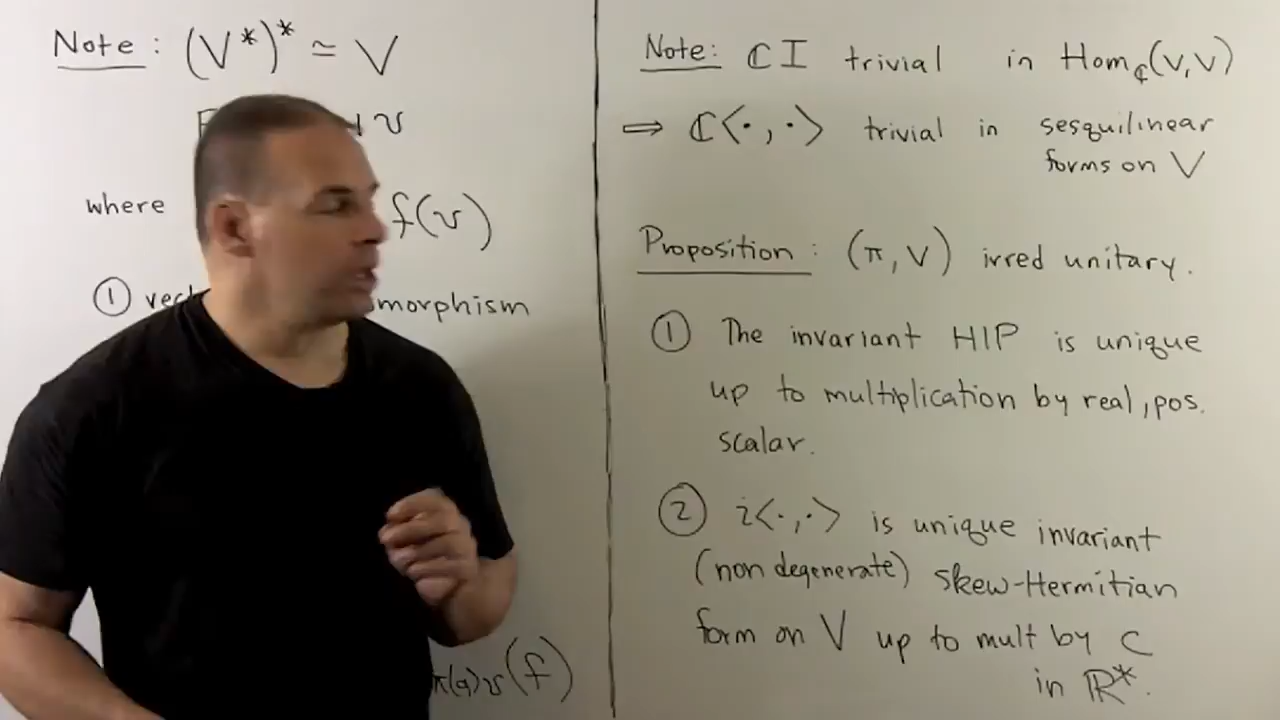 Note: (V*)* ≃ V
v
where f(v)
① morphism
(f)
Note: ℂI trivial in Hom_ℂ(V,V)
⟹ ℂ<·,·> trivial in sesquilinear
forms on V
Proposition: (π,V) irred unitary.
① The invariant HIP is unique
up to multiplication by real, pos.
scalar.
② i<·,·> is unique invariant
(non degenerate) skew-Hermitian
form on V up to mult by c
in ℝ*.